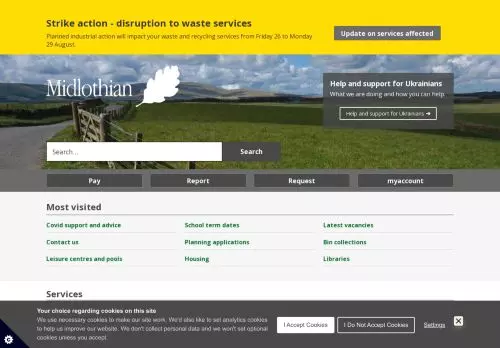 Strike action - disruption to waste services
Planned industrial action will impact your waste and recycling services from Friday 26 to Monday
29 August.
Update on services affected
Midlothian
Help and support for Ukrainians
What we are doing and how you can help.
Help and support for Ukrainians ➔
Search...
Search
Pay
Report
Request
myaccount
Most visited
Covid support and advice
School term dates
Latest vacancies
Contact us
Planning applications
Bin collections
Leisure centres and pools
Housing
Libraries
Services
Your choice regarding cookies on this site
We use necessary cookies to make our site work. We'd also like to set analytics cookies
to help us improve our website. We don't collect personal data and we won't set optional
cookies unless you accept.
I Accept Cookies
I Do Not Accept Cookies
Settings